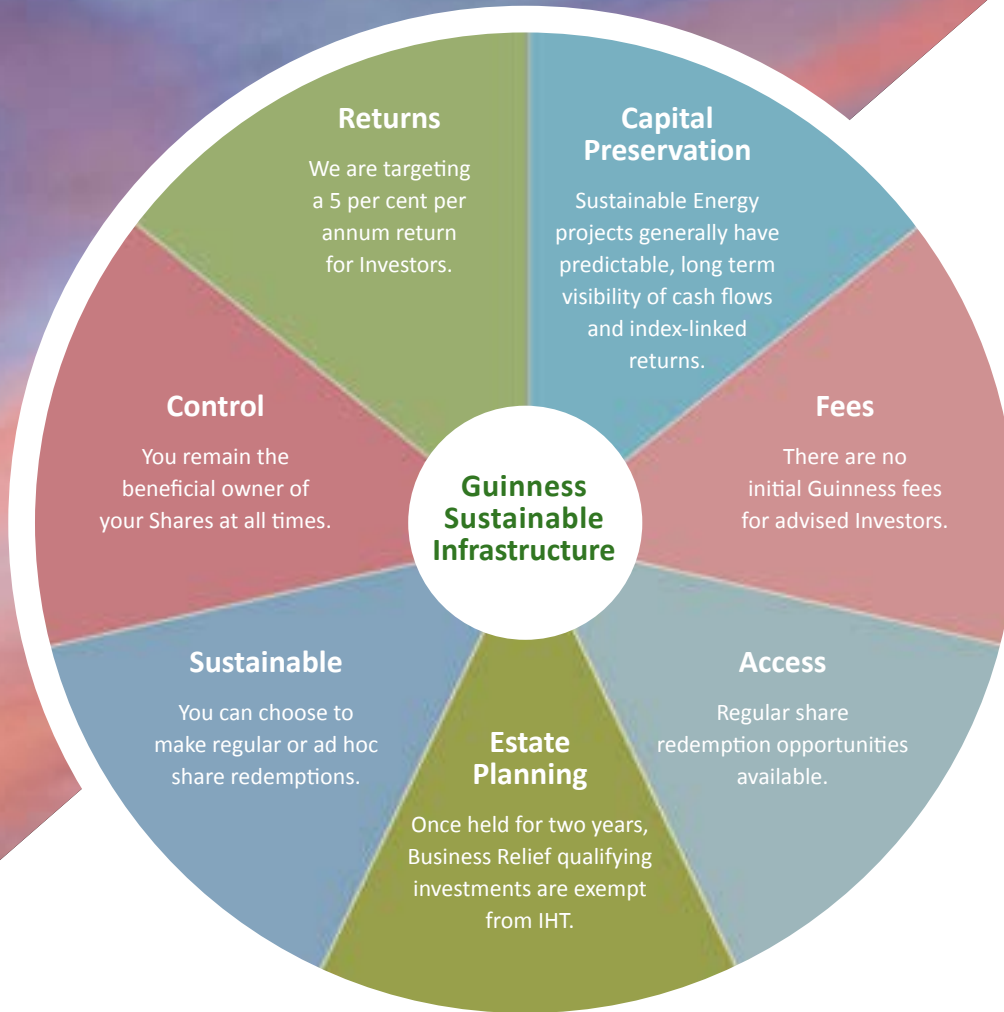 Returns
We are targeting
a 5 per cent per
annum return
for Investors.
Capital
Preservation
Sustainable Energy
projects generally have
predictable, long term
visibility of cash flows
and index-linked
returns.
Control
You remain the
beneficial owner of
your Shares at all times.
Guinness
Sustainable
Infrastructure
Fees
There are no
initial Guinness fees
for advised Investors.
Sustainable
You can choose to
make regular or ad hoc
share redemptions.
Estate
Planning
Once held for two years,
Business Relief qualifying
investments are exempt
from IHT.
Access
Regular share
redemption opportunities
available.